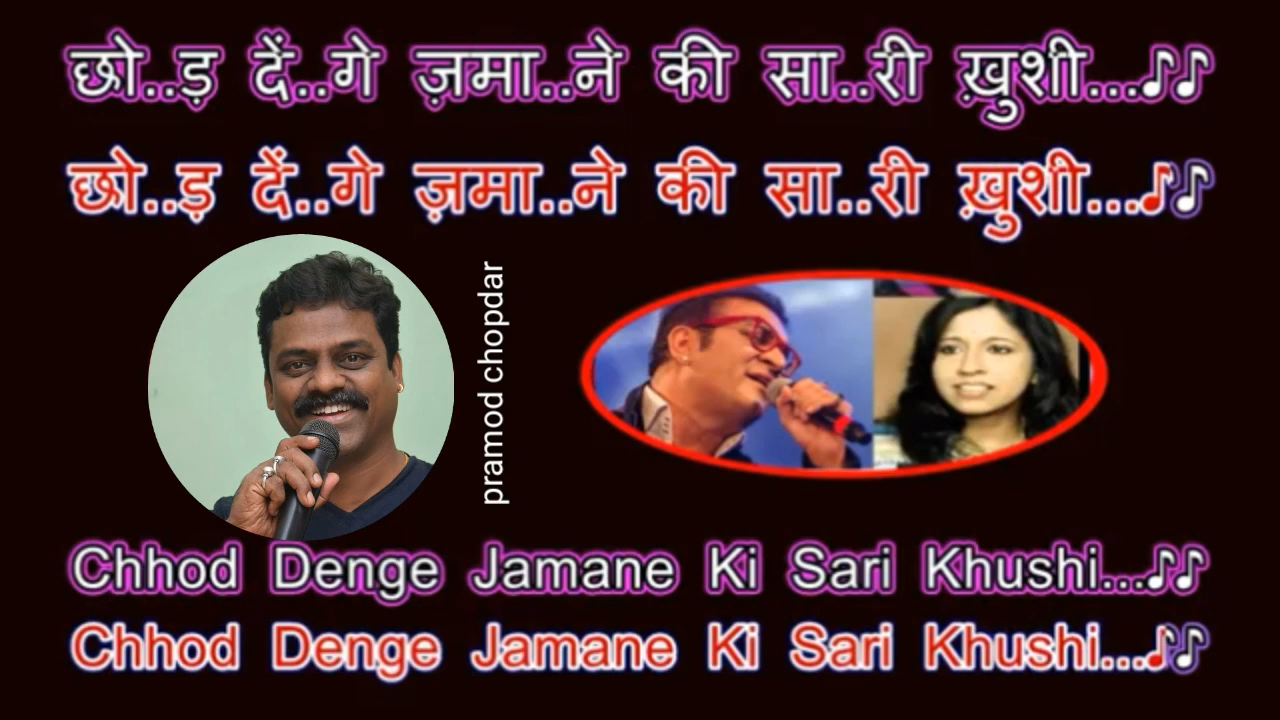 छो..ड़ दें..गे ज़मा..ने की सा..री ख़ुशी...🎵🎵
छो..ड़ दें..गे ज़मा..ने की सा..री ख़ुशी...🎵🎵
pramod chopdar
Chhod Denge Jamane Ki Sari Khushi...🎵🎵
Chhod Denge Jamane Ki Sari Khushi...🎵🎵